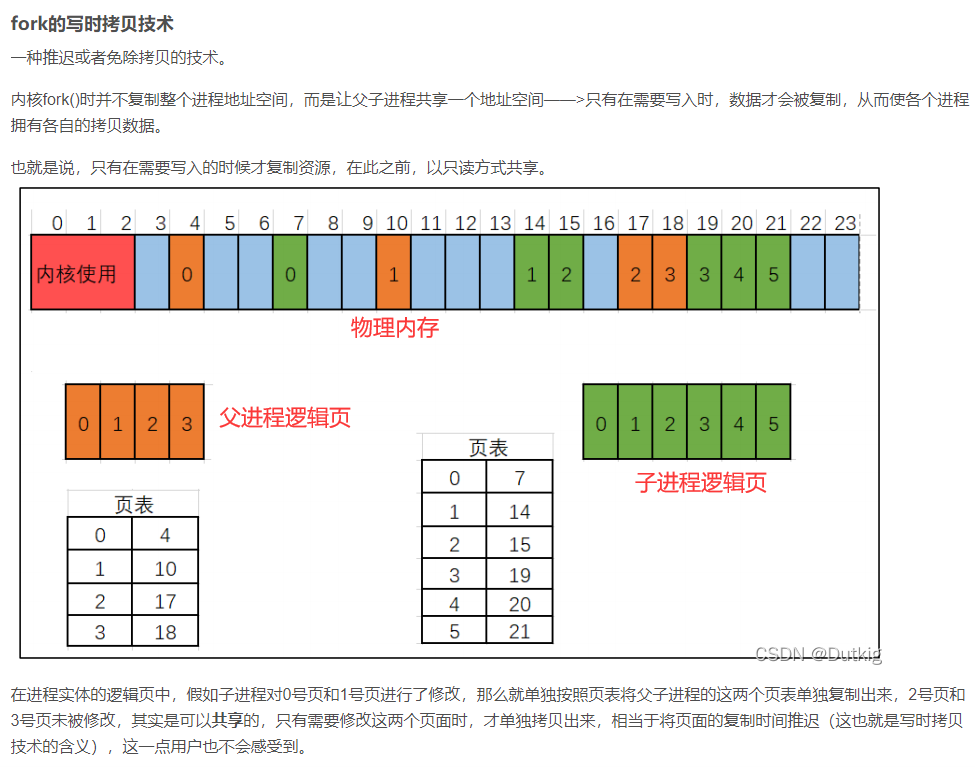 fork的写时拷贝技术
一种推迟或者免除拷贝的技术。
内核fork()时并不复制整个进程地址空间，而是让父子进程共享一个地址空间——>只有在需要写入时，数据才会被复制，从而使各个进程
拥有各自的拷贝数据。
也就是说，只有在需要写入的时候才复制资源，在此之前，以只读方式共享。
0 1 2 3 4 5 6 7 8 9 10 11 12 13 14 15 16 17 18 19 20 21 22 23
内核使用 0 0 1 1 2 2 3 3 4 5
物理内存
0 1 2 3
父进程逻辑页
0 1 2 3 4 5
子进程逻辑页
页表
0 7
1 14
2 15
3 19
4 20
5 21
页表
0 4
1 10
2 17
3 18
CSDN @Dutkig
在进程实体的逻辑页中，假如子进程对0号页和1号页进行了修改，那么就单独按照页表将父子进程的这两个页表单独复制出来，2号页和
3号页未被修改，其实是可以共享的，只有需要修改这两个页面时，才单独拷贝出来，相当于将页面的复制时间推迟（这也就是写时拷贝
技术的含义），这一点用户也不会感受到。